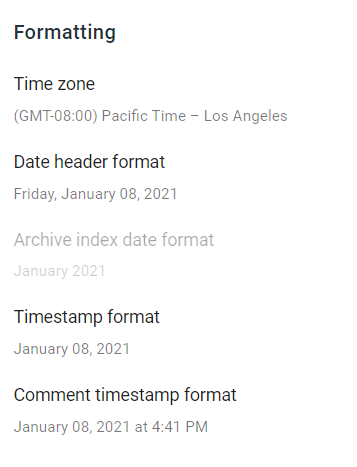 Formatting
Time zone
(GMT-08:00) Pacific Time – Los Angeles
Date header format
Friday, January 08, 2021
Archive index date format
January 2021
Timestamp format
January 08, 2021
Comment timestamp format
January 08, 2021 at 4:41 PM